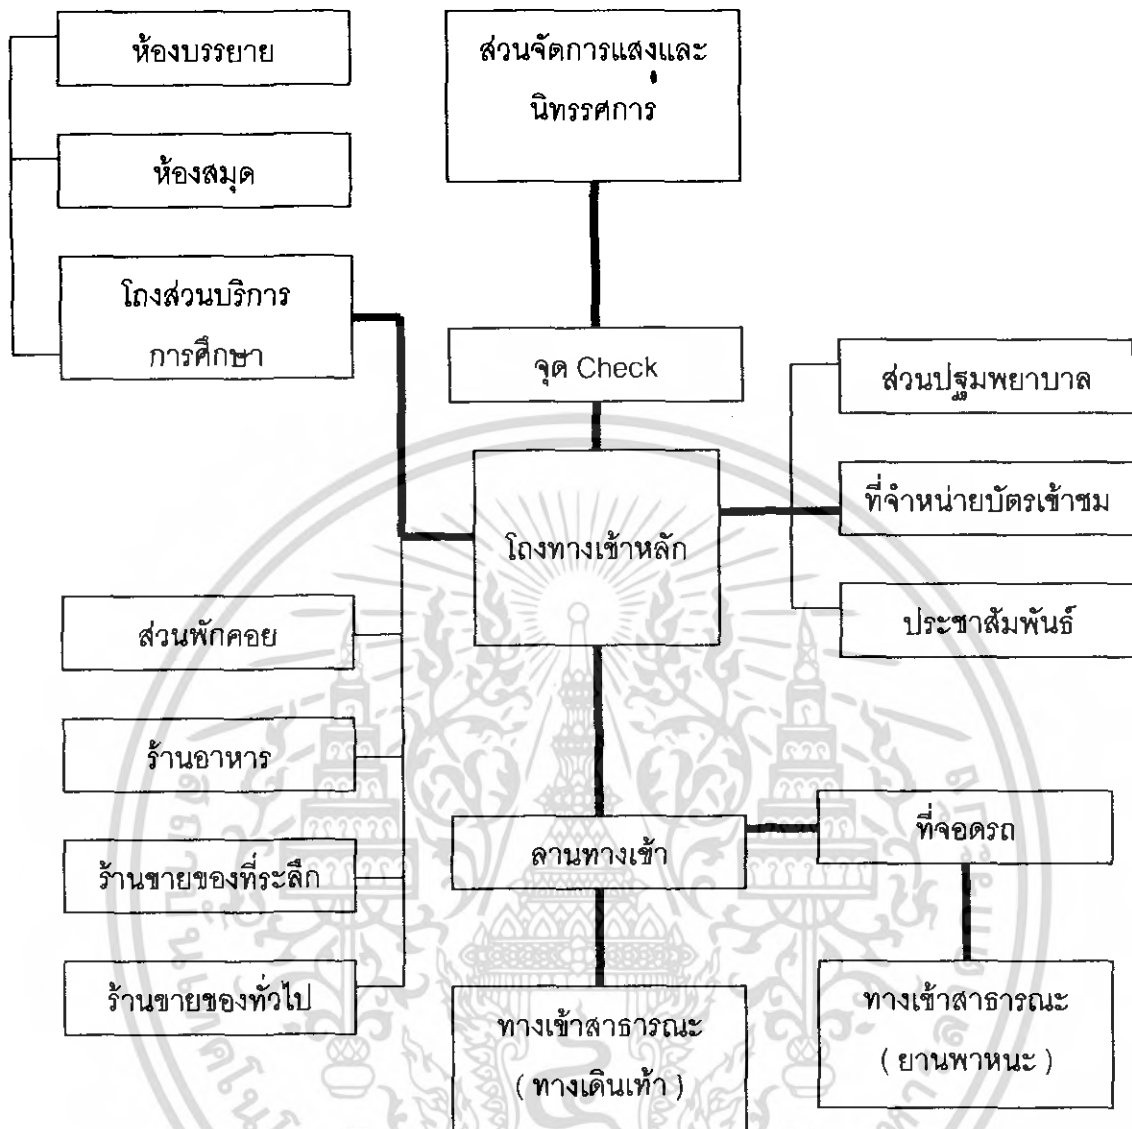 ห้องบรรยาย
ส่วนจัดการแสงและ
นิทรรศการ
ห้องสมุด
โถงส่วนบริการ
การศึกษา
จุด Check
ส่วนปฐมพยาบาล
ที่จำหน่ายบัตรเข้าชม
โถงทางเข้าหลัก
ประชาสัมพันธ์
ส่วนพักคอย
ร้านอาหาร
ร้านขายของที่ระลึก
ร้านขายของทั่วไป
ลานทางเข้า
ที่จอดรถ
ทางเข้าสาธารณะ
( ทางเดินเท้า )
ทางเข้าสาธารณะ
( ยานพาหนะ )